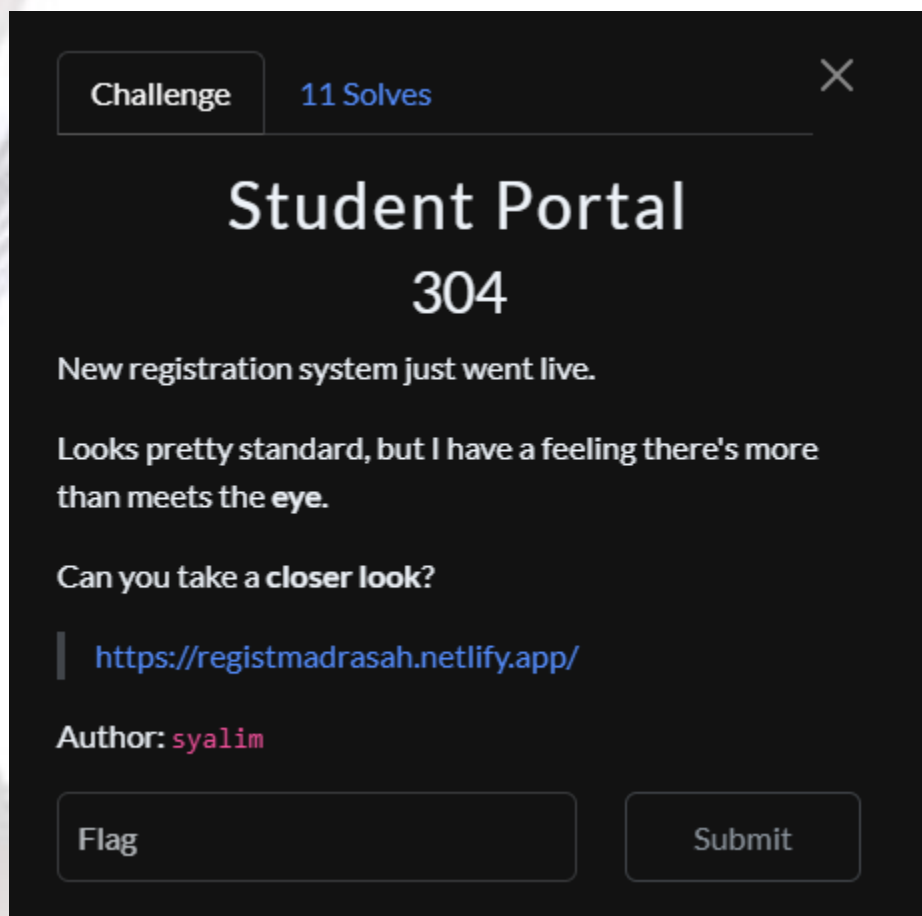 Challenge
11 Solves
Student Portal
304
New registration system just went live.
Looks pretty standard, but I have a feeling there's more
than meets the eye.
Can you take a closer look?
https://registmadrasah.netlify.app/
Author: syalim
Flag
Submit